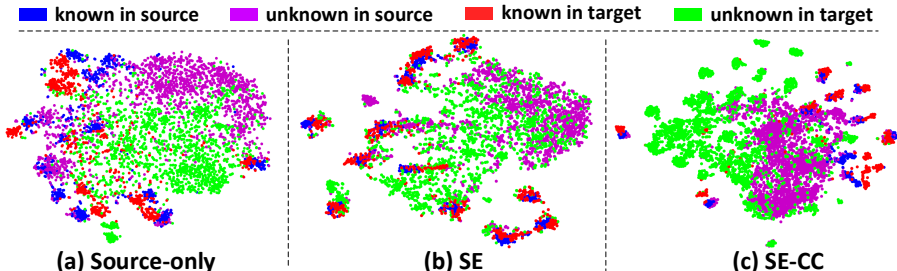 known in source unknown in source known in target unknown in target
(a) Source-only (b) SE (c) SE-CC